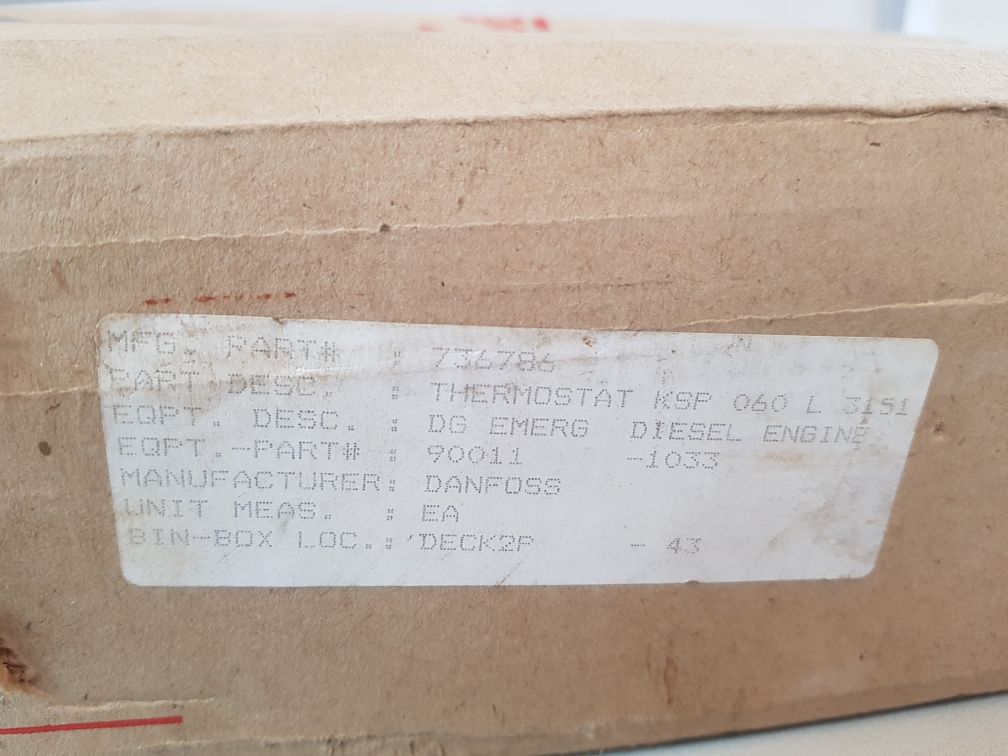 MFG. PART# : 736786
PART DESC. : THERMOSTAT KSP 060 L 3151
EQPT. DESC. : DG EMERG DIESEL ENGINE
EQPT.-PART# : 90011 -1033
MANUFACTURER: DANFOSS
UNIT MEAS. : EA
BIN-BOX LOC.: DECK2P - 43